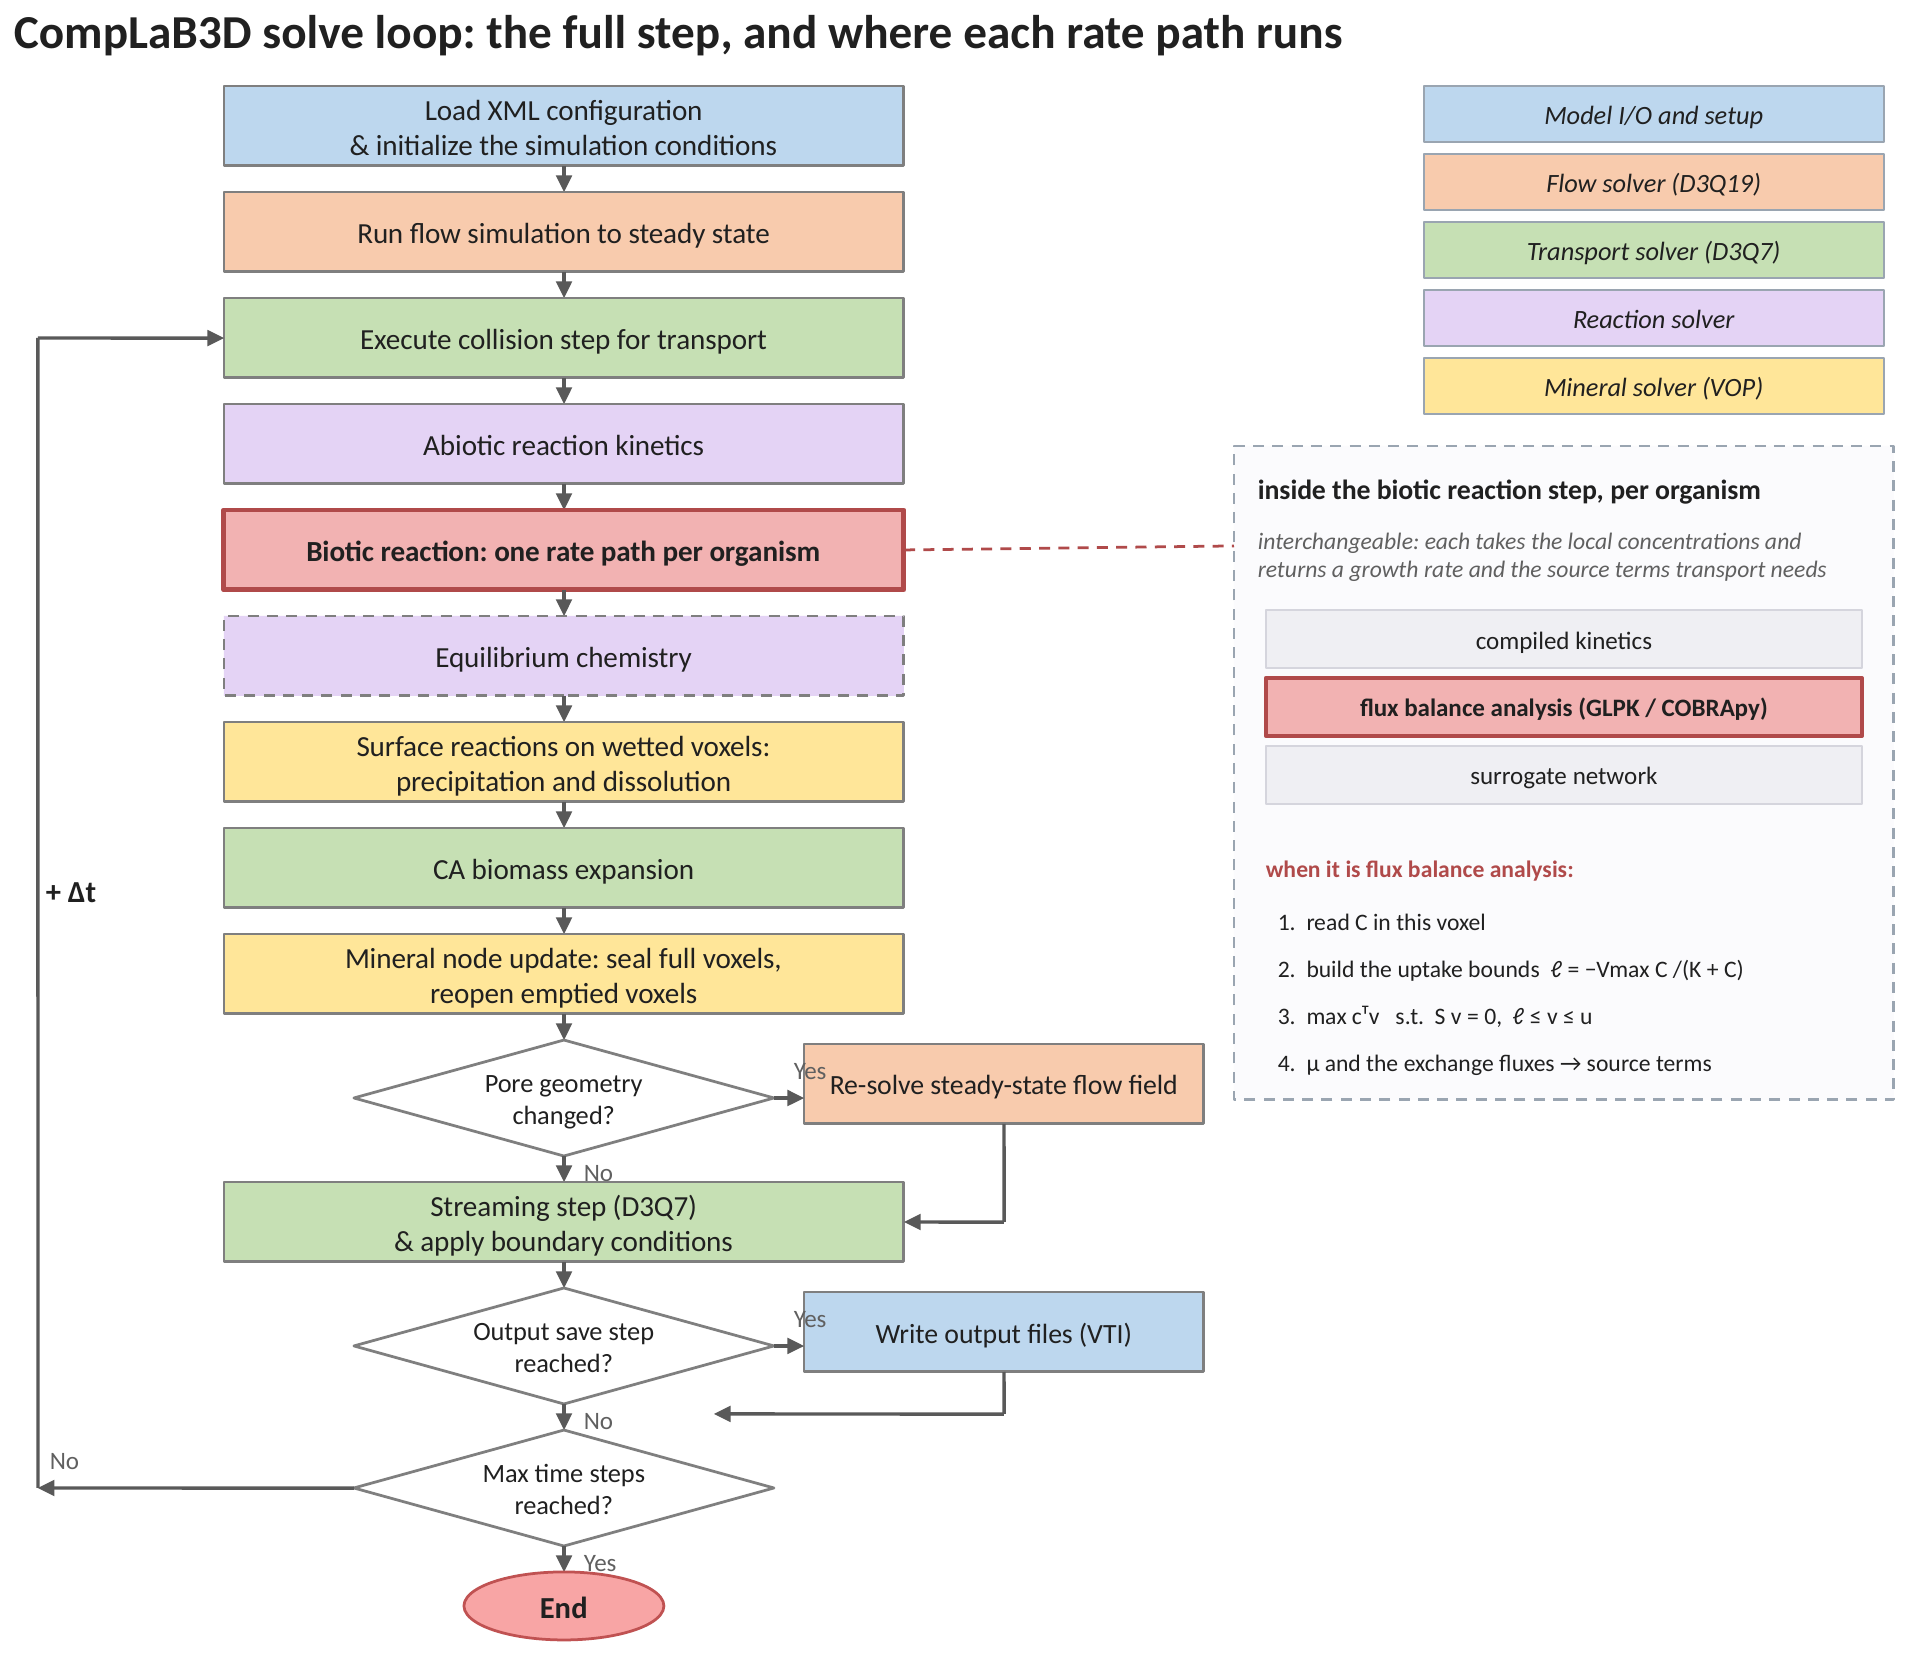 CompLaB3D solve loop: the full step, and where each rate path runs
Load XML configuration
& initialize the simulation conditions
Run flow simulation to steady state
Execute collision step for transport
Abiotic reaction kinetics
Biotic reaction: one rate path per organism
Equilibrium chemistry
Surface reactions on wetted voxels:
precipitation and dissolution
CA biomass expansion
+ Δt
Mineral node update: seal full voxels,
reopen emptied voxels
Pore geometry
changed?
Yes
Re-solve steady-state flow field
No
Streaming step (D3Q7)
& apply boundary conditions
Output save step
reached?
Yes
Write output files (VTI)
No
Max time steps
reached?
No
Yes
End
Model I/O and setup
Flow solver (D3Q19)
Transport solver (D3Q7)
Reaction solver
Mineral solver (VOP)
inside the biotic reaction step, per organism
interchangeable: each takes the local concentrations and
returns a growth rate and the source terms transport needs
compiled kinetics
flux balance analysis (GLPK / COBRApy)
surrogate network
when it is flux balance analysis:
1. read C in this voxel
2. build the uptake bounds ℓ = −Vmax C /(K + C)
3. max cᵀv s.t. S v = 0, ℓ ≤ v ≤ u
4. μ and the exchange fluxes → source terms